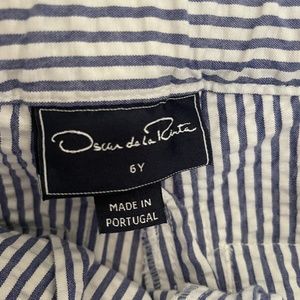 Oscar de la Renta
6Y
MADE IN
PORTUGAL